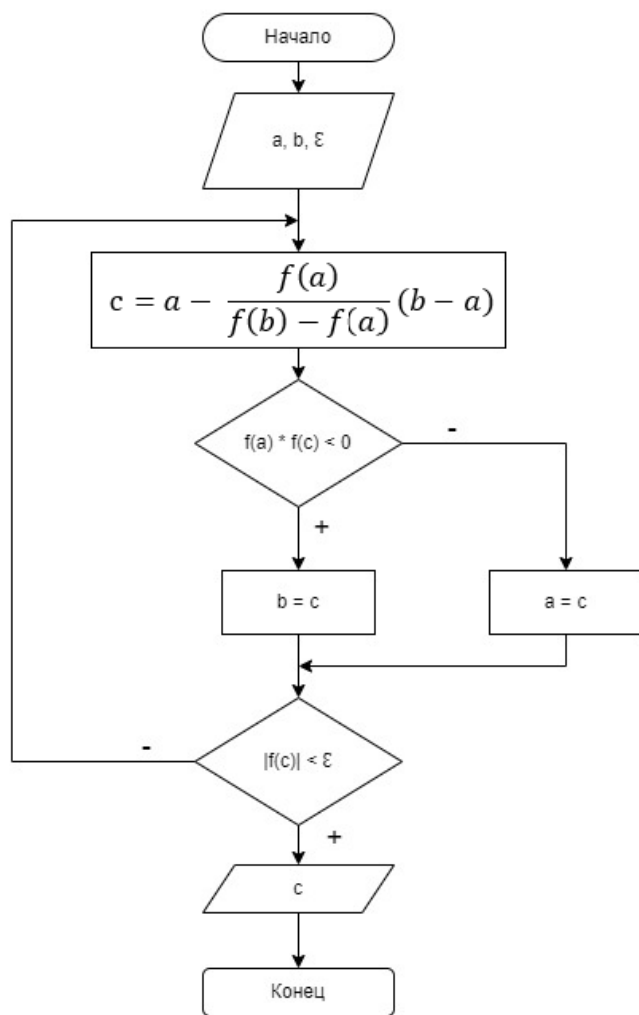 Начало
a, b, Ɛ
c = a - f(a) / f(b) - f(a) (b - a)
f(a) * f(c) < 0
-
+
b = c
a = c
-
|f(c)| < Ɛ
+
c
Конец